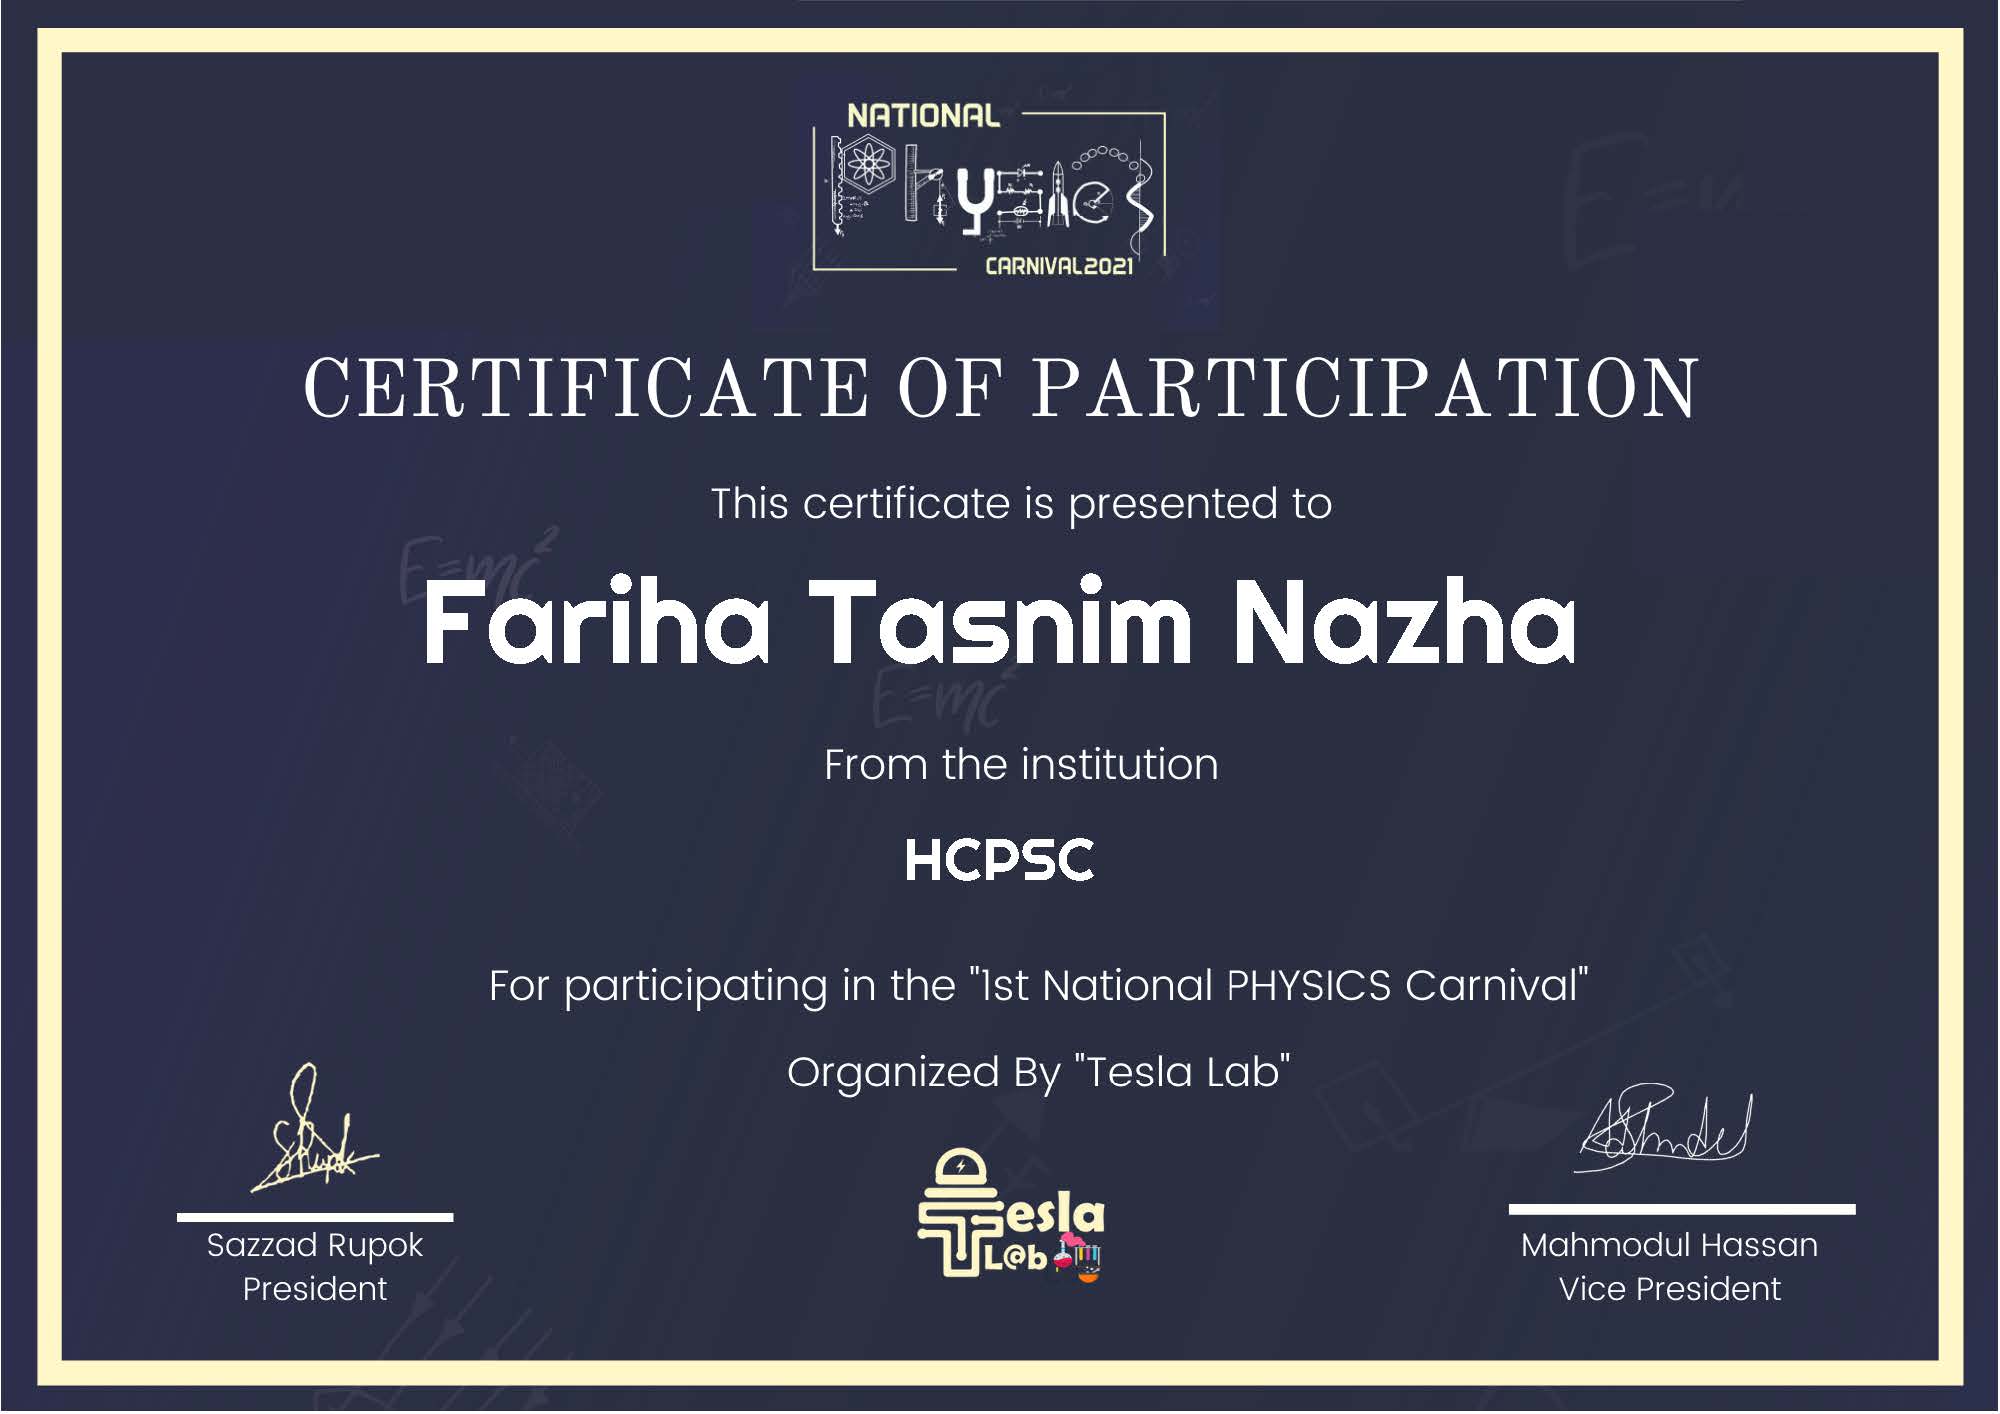 NATIONAL
Physics
CARNIVAL2021
CERTIFICATE OF PARTICIPATION
This certificate is presented to
E=mc²
Fariha Tasnim Nazha
E=mc²
From the institution
HCPSC
For participating in the "1st National PHYSICS Carnival"
Organized By "Tesla Lab"
Tesla
L@b
Sazzad Rupok
President
Mahmodul Hassan
Vice President